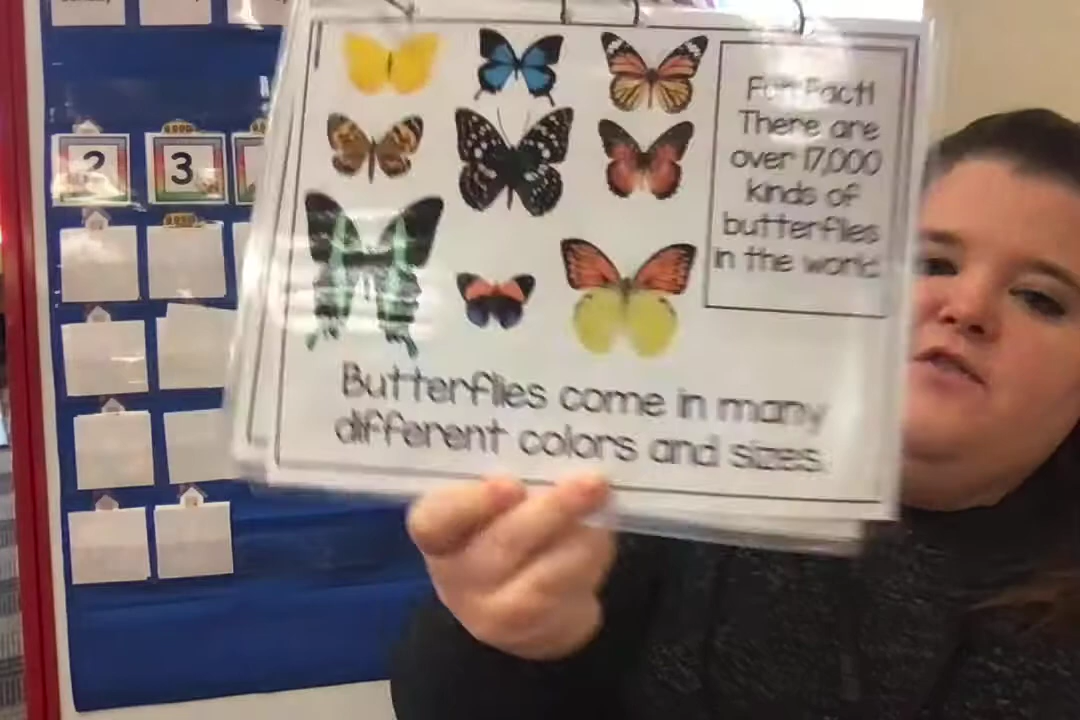 2
3
Fun Fact!
There are
over 17,000
kinds of
butterflies
in the world
Butterflies come in many
different colors and sizes.